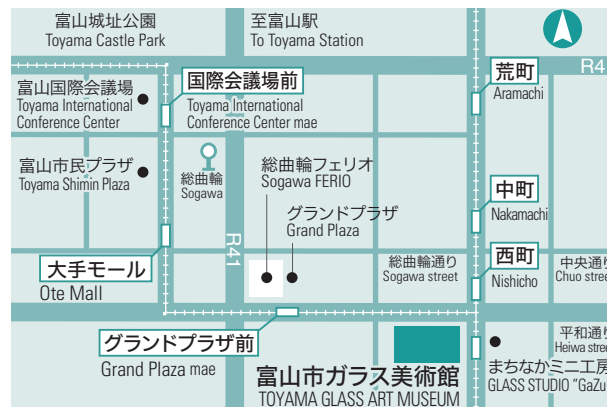 富山城址公園
Toyama Castle Park
至富山駅
To Toyama Station
R41
富山国際会議場
Toyama International
Conference Center
国際会議場前
Toyama International
Conference Center mae
荒町
Aramachi
富山市民プラザ
Toyama Shimin Plaza
総曲輪
Sogawa
総曲輪フェリオ
Sogawa FERIO
グランドプラザ
Grand Plaza
中町
Nakamachi
R41
大手モール
Ote Mall
総曲輪通り
Sogawa street
西町
Nishicho
中央通り
Chuo stree
グランドプラザ前
Grand Plaza mae
富山市ガラス美術館
TOYAMA GLASS ART MUSEUM
平和通り
Heiwa stree
まちなかミニ工房
GLASS STUDIO "GaZu